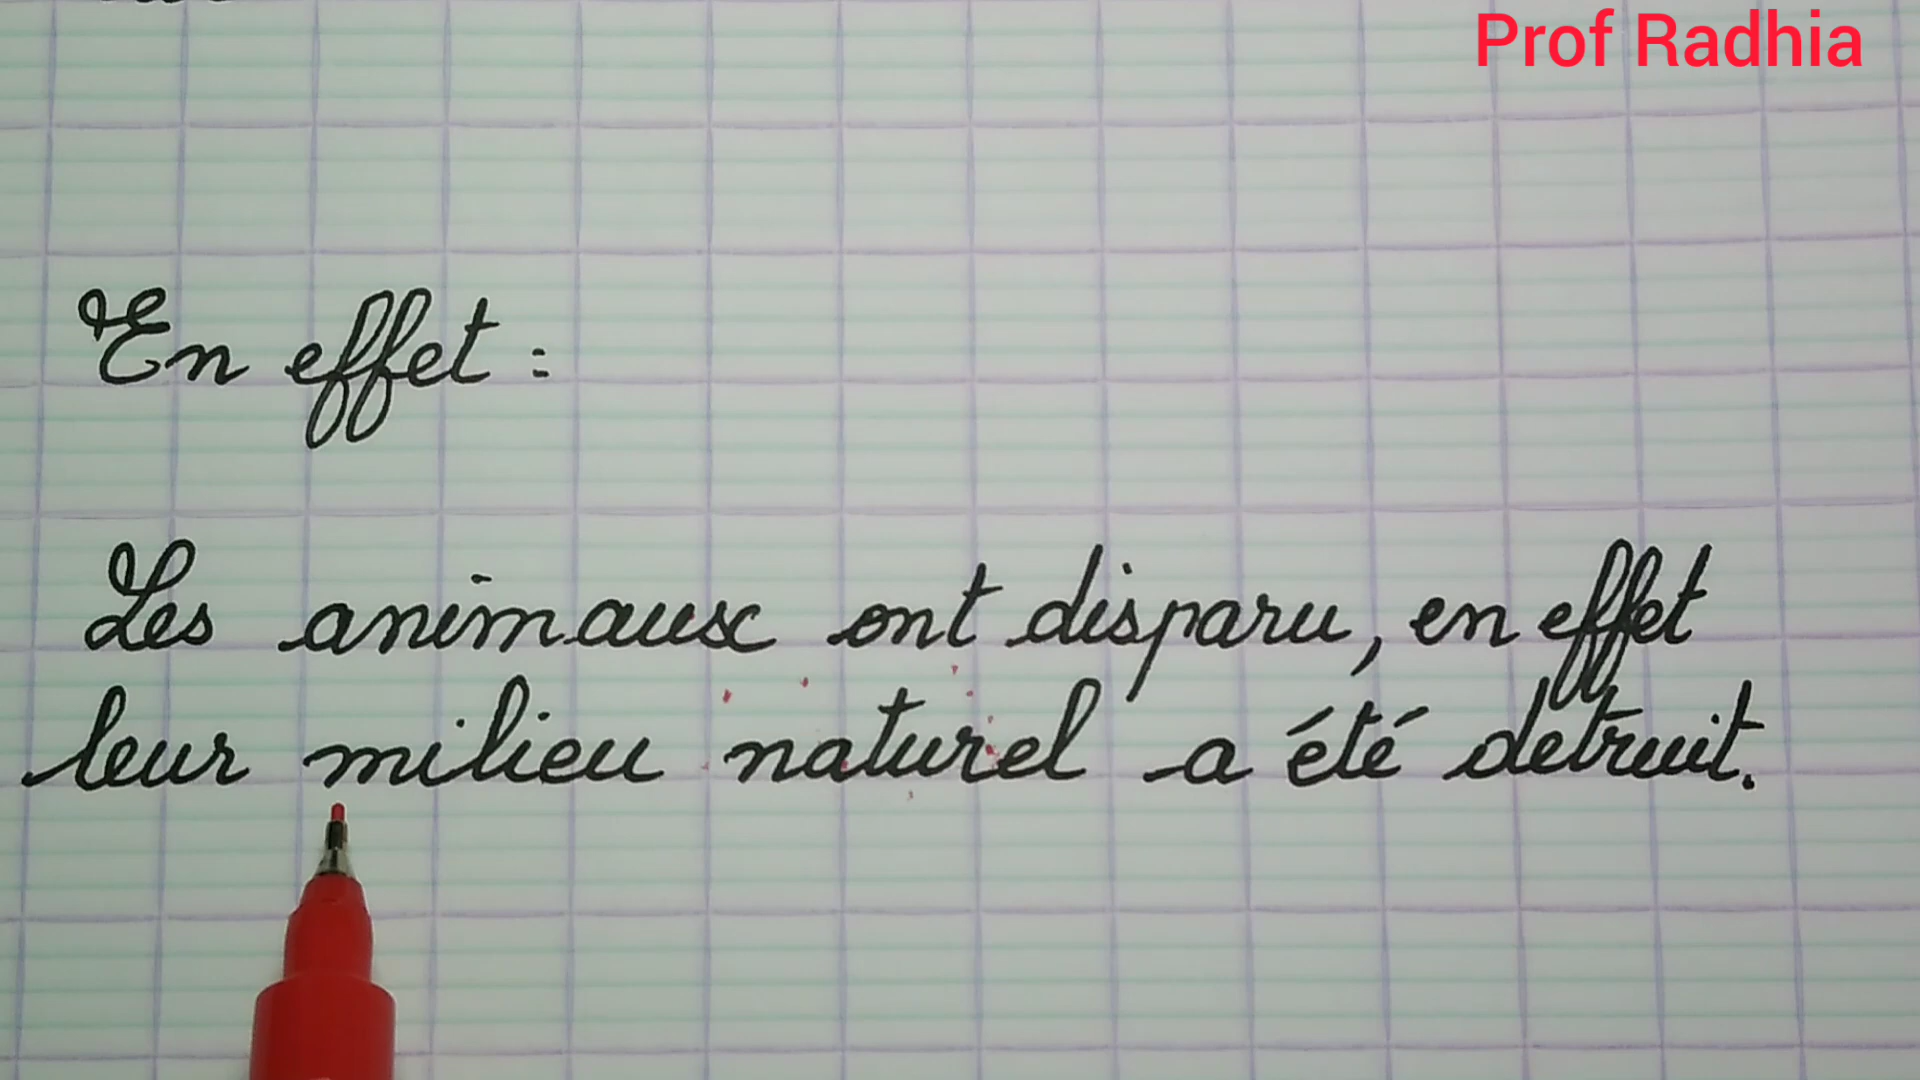 Prof Radhia
En effet :
Les animaux ont disparu, en effet
leur milieu naturel a été detruit.